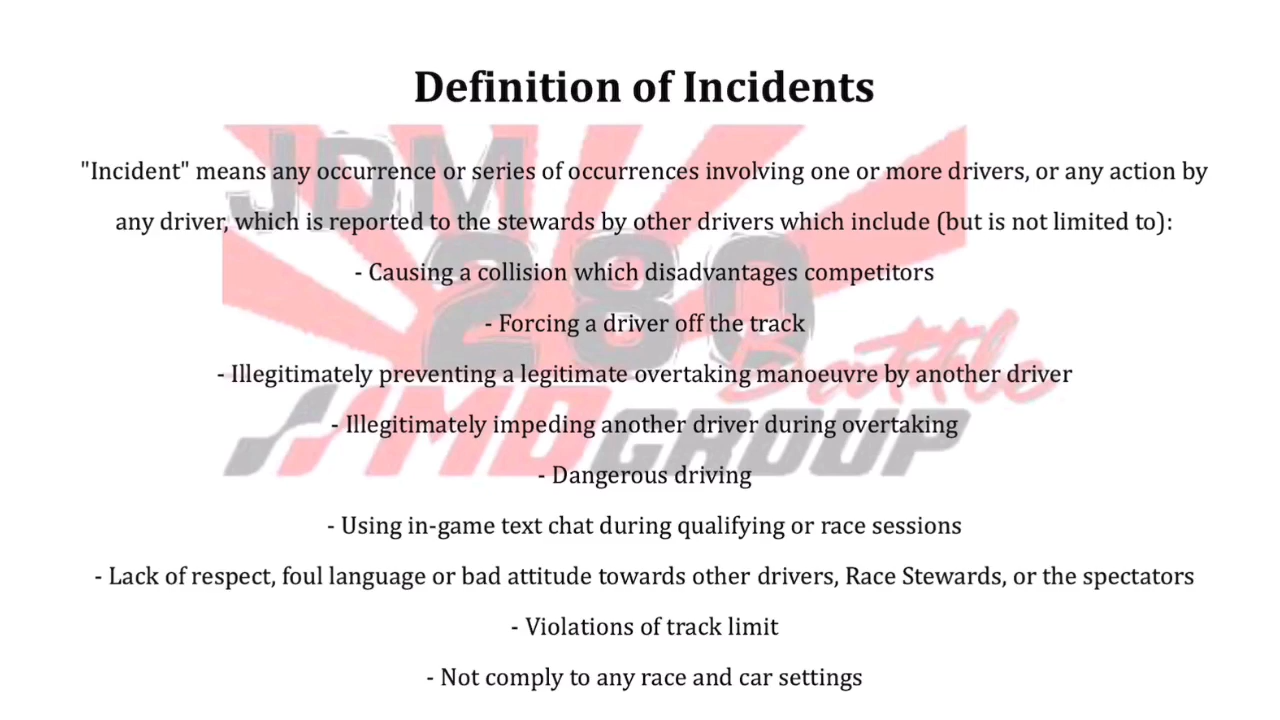 Definition of Incidents
"Incident" means any occurrence or series of occurrences involving one or more drivers, or any action by
any driver, which is reported to the stewards by other drivers which include (but is not limited to):
- Causing a collision which disadvantages competitors
- Forcing a driver off the track
- Illegitimately preventing a legitimate overtaking manoeuvre by another driver
- Illegitimately impeding another driver during overtaking
- Dangerous driving
- Using in-game text chat during qualifying or race sessions
- Lack of respect, foul language or bad attitude towards other drivers, Race Stewards, or the spectators
- Violations of track limit
- Not comply to any race and car settings
JDM
280
Battle
IMDGROUP